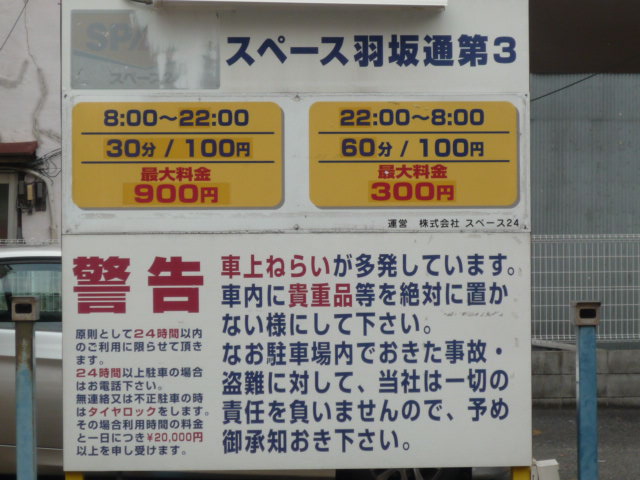 スペース羽坂通第3
8:00～22:00
30分 / 100円
最大料金
900円
22:00～8:00
60分 / 100円
最大料金
300円
運営 株式会社 スペース24
警告
原則として24時間以内
のご利用に限らせて頂き
ます。
24時間以上駐車の場合
はお電話下さい。
無連絡又は不正駐車の時
はタイヤロックをします。
その場合利用時間の料金
と一日につき¥20,000円
以上を申し受けます。
車上ねらいが多発しています。
車内に貴重品等を絶対に置か
ない様にして下さい。
なお駐車場内でおきた事故・
盗難に対して、当社は一切の
責任を負いませんので、予め
御承知おき下さい。